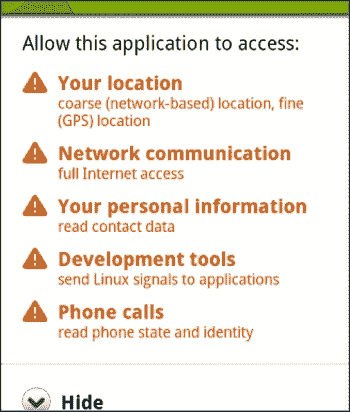 Allow this application to access:
Your location
coarse (network-based) location, fine
(GPS) location
Network communication
full Internet access
Your personal information
read contact data
Development tools
send Linux signals to applications
Phone calls
read phone state and identity
Hide